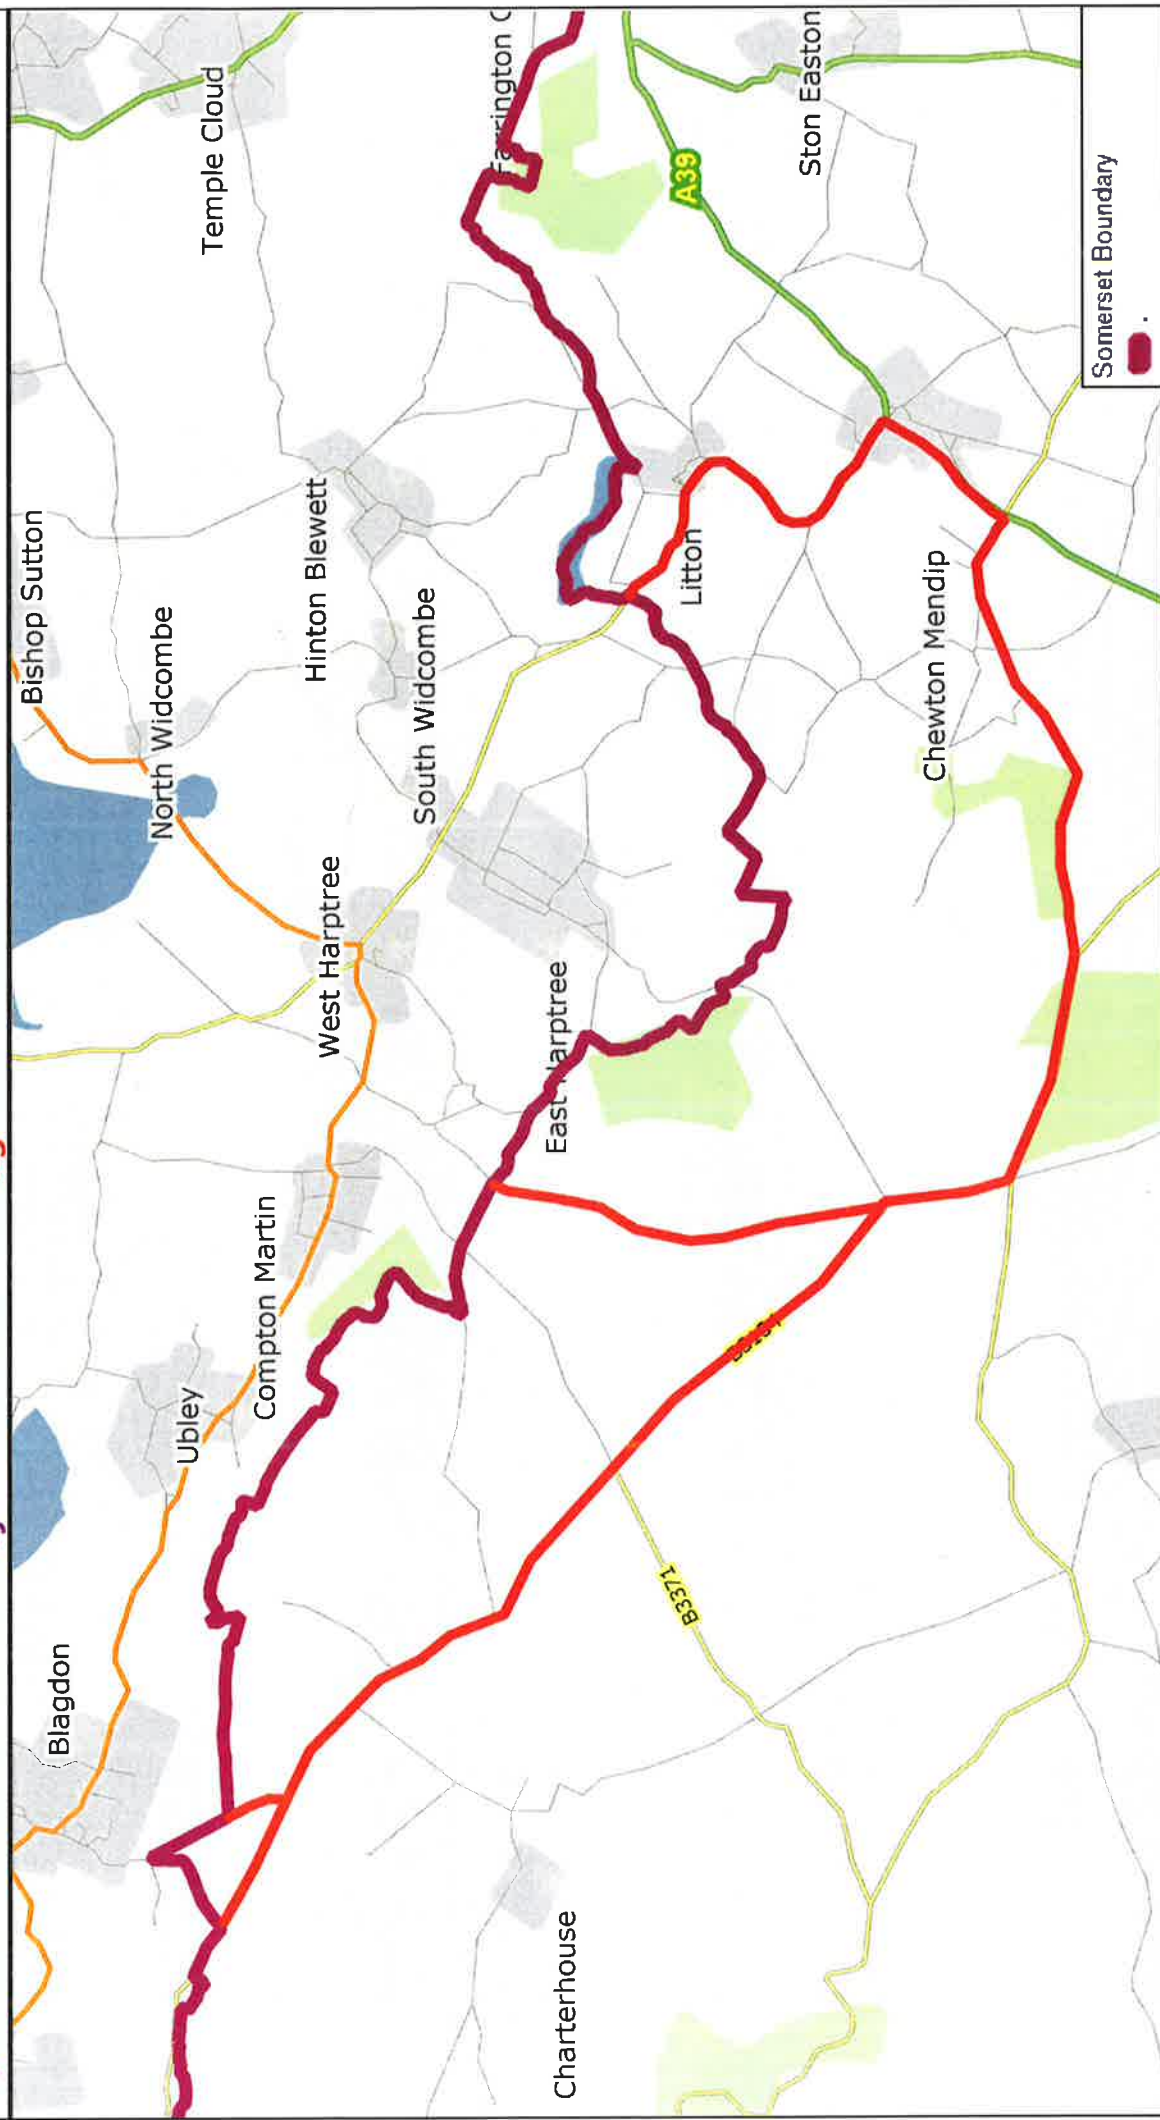 Blagdon
Ubley
Compton Martin
West Harptree
North Widcombe
Bishop Sutton
Hinton Blewett
South Widcombe
East Harptree
Temple Cloud
Farrington G
A39
Ston Easton
Litton
Chewton Mendip
B3371
Charterhouse
Somerset Boundary